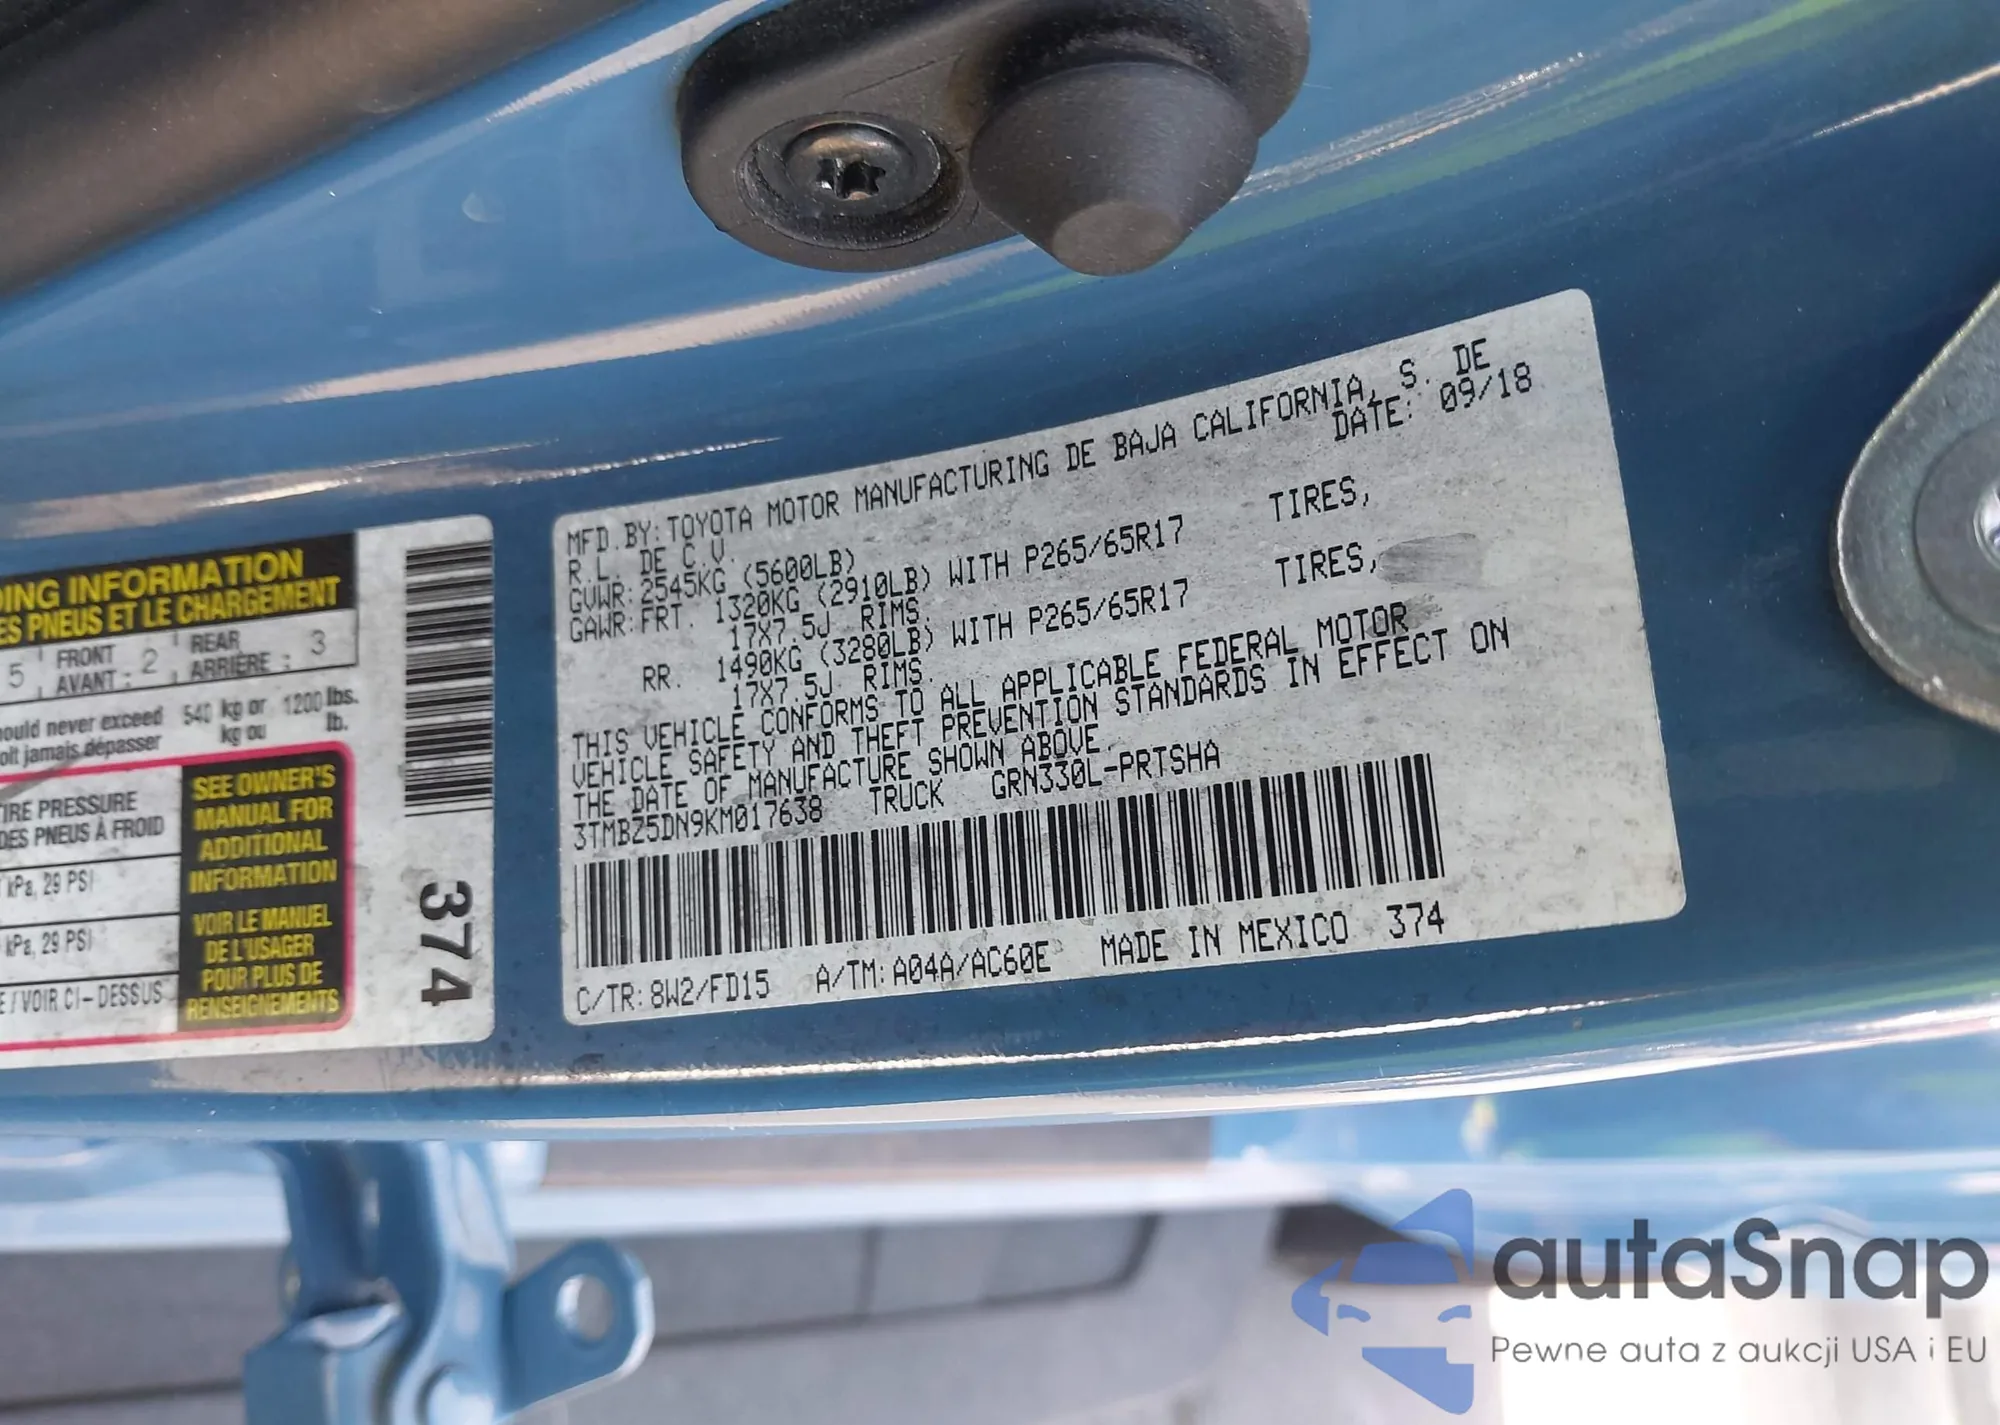 MFD. BY: TOYOTA MOTOR MANUFACTURING DE BAJA CALIFORNIA, S. DE
R.L. DE C.V. DATE: 09/18
GVWR: 2545KG (5600LB)
GAWR: FRT. 1320KG (2910LB) WITH P265/65R17 TIRES,
17X7.5J RIMS.
RR. 1490KG (3280LB) WITH P265/65R17 TIRES,
17X7.5J RIMS.
THIS VEHICLE CONFORMS TO ALL APPLICABLE FEDERAL MOTOR
VEHICLE SAFETY AND THEFT PREVENTION STANDARDS IN EFFECT ON
THE DATE OF MANUFACTURE SHOWN ABOVE.
3TMBZ5DN9KM017638 TRUCK GRN330L-PRTSHA
C/TR: 8W2/FD15 A/TM: A04A/AC60E MADE IN MEXICO 374
DING INFORMATION
ES PNEUS ET LE CHARGEMENT
5 FRONT AVANT : 2 REAR ARRIÈRE : 3
ould never exceed 540 kg or 1200 lbs.
oit jamais dépasser kg ou lb.
TIRE PRESSURE
DES PNEUS À FROID
kPa, 29 PSI
kPa, 29 PSI
E / VOIR CI-DESSUS
SEE OWNER'S
MANUAL FOR
ADDITIONAL
INFORMATION
VOIR LE MANUEL
DE L'USAGER
POUR PLUS DE
RENSEIGNEMENTS
374
autaSnap
Pewne auta z aukcji USA i EU